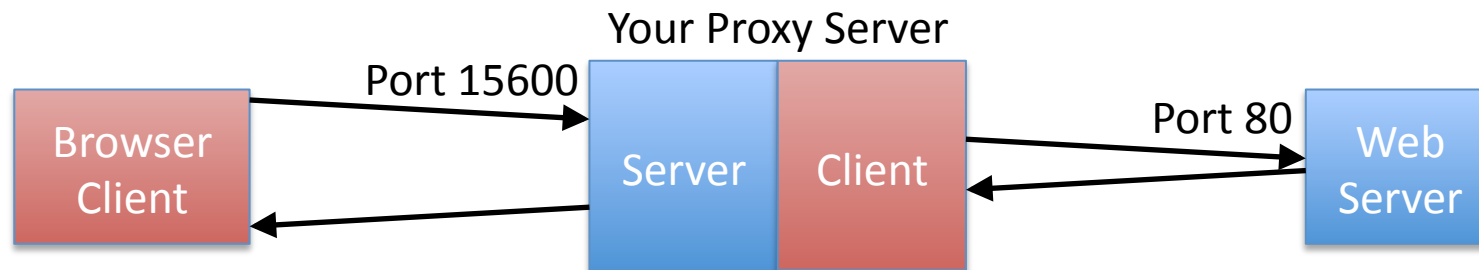 Your Proxy Server
Port 15600
Port 80
Browser
Client
Server
Client
Web
Server